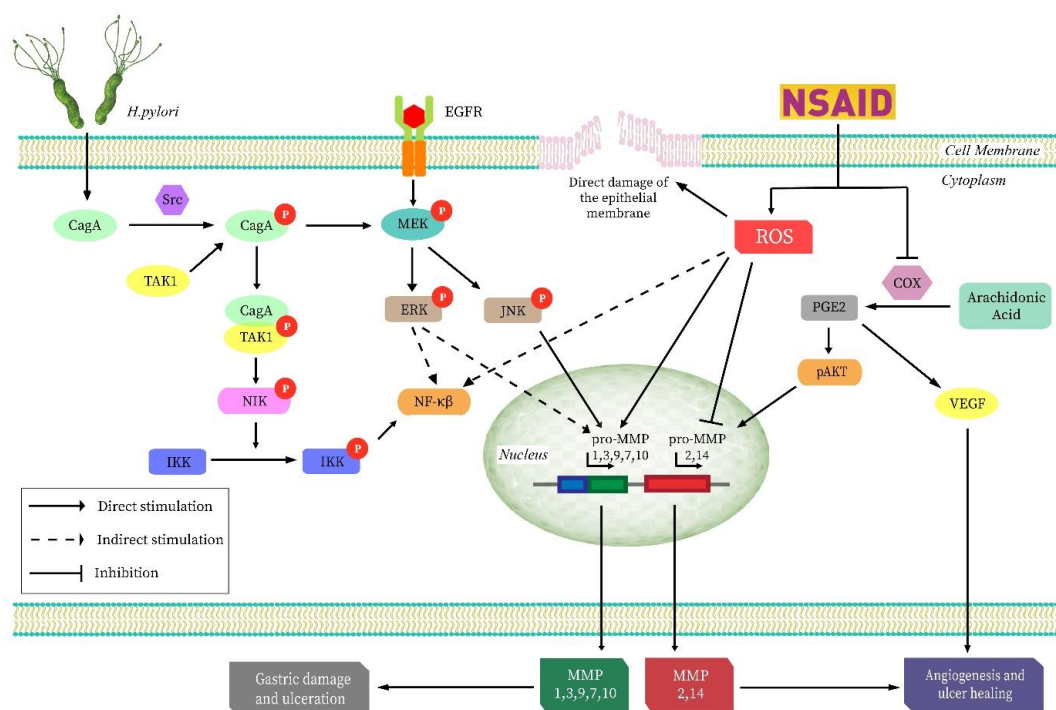 H.pylori
EGFR
NSAID
Cell Membrane
Cytoplasm
Direct damage of
the epithelial
membrane
Src
CagA
CagA
P
MEK
P
ROS
TAK1
COX
Arachidonic
Acid
PGE2
ERK
P
JNK
P
CagA
TAK1
P
pAKT
NIK
P
NF-κβ
VEGF
Nucleus
pro-MMP
1,3,9,7,10
pro-MMP
2,14
IKK
IKK
P
Direct stimulation
Indirect stimulation
Inhibition
Gastric damage
and ulceration
MMP
1,3,9,7,10
MMP
2,14
Angiogenesis and
ulcer healing